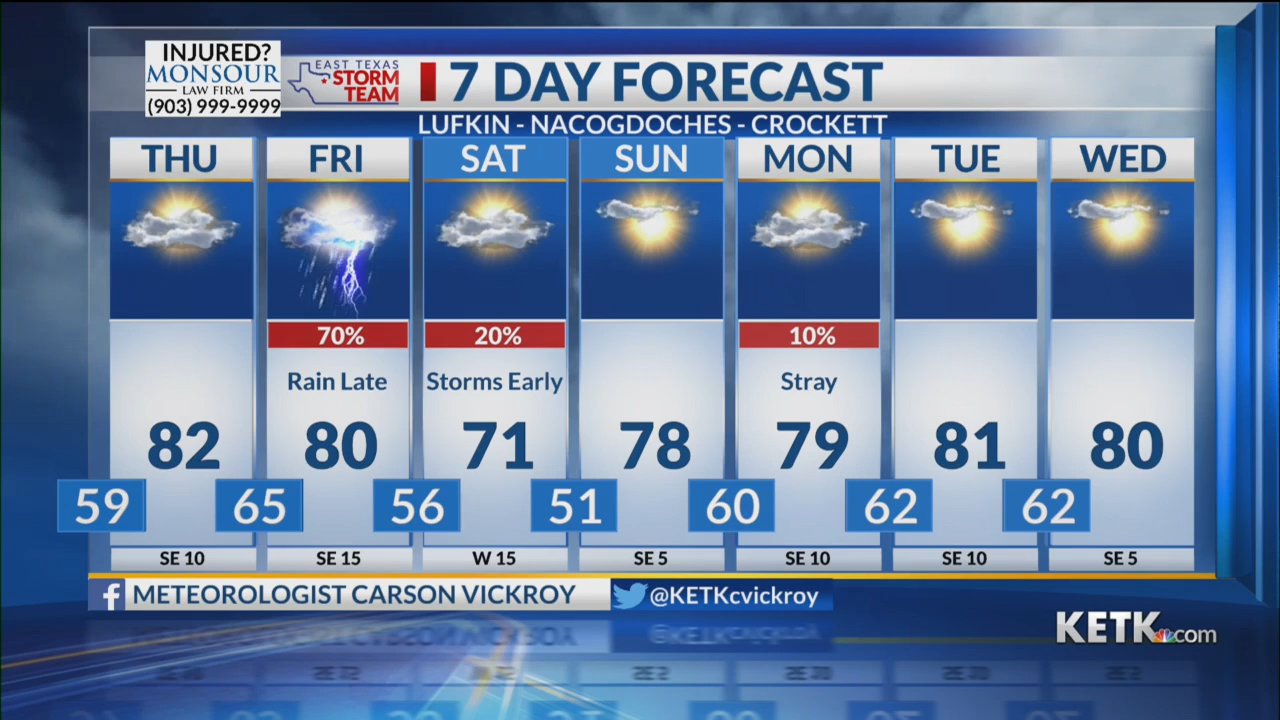 INJURED?
MONSOUR
LAW FIRM
(903) 999-9999
EAST TEXAS
STORM
TEAM
7 DAY FORECAST
LUFKIN - NACOGDOCHES - CROCKETT
THU FRI SAT SUN MON TUE WED
70% 20% 10%
Rain Late Storms Early Stray
82 80 71 78 79 81 80
59 65 56 51 60 62 62
SE 10 SE 15 W 15 SE 5 SE 10 SE 10 SE 5
f METEOROLOGIST CARSON VICKROY @KETKcvickroy
KETK.com